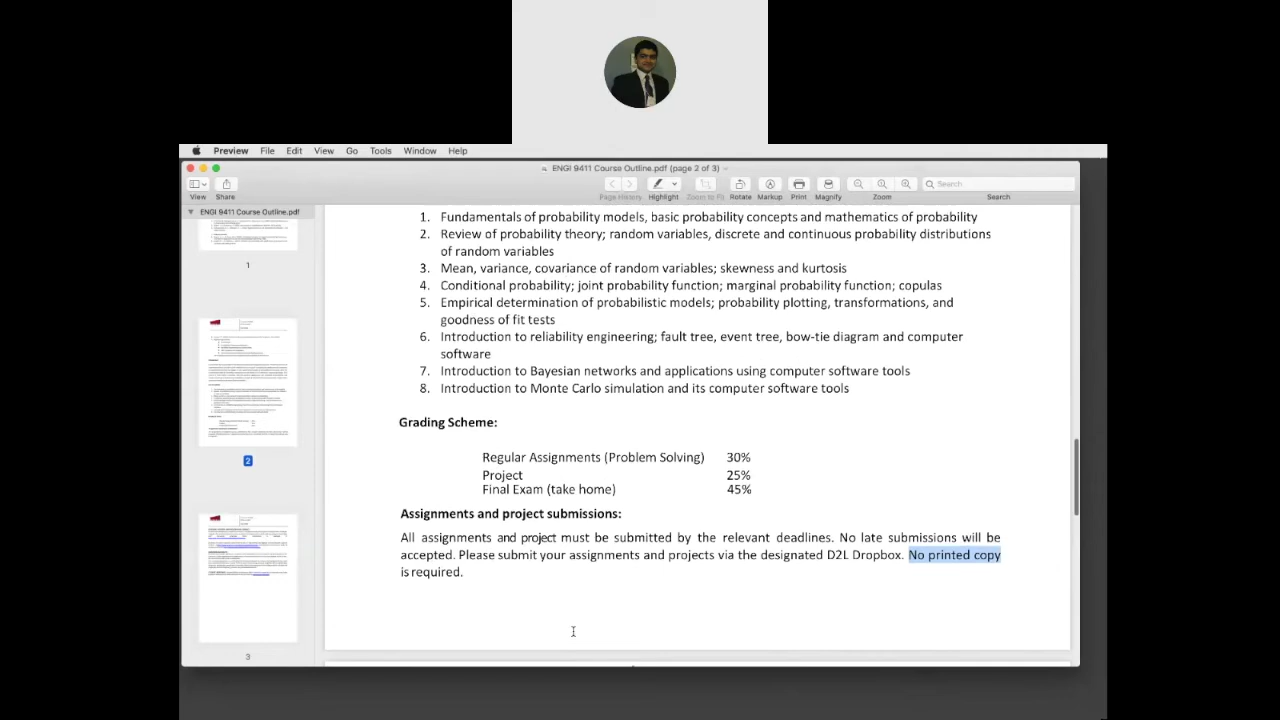 Preview File Edit View Go Tools Window Help
ENGI 9411 Course Outline.pdf (page 2 of 3)
View Share Page History Highlight Zoom to Fit Rotate Markup Print Magnify Zoom Search
Search
ENGI 9411 Course Outline.pdf
1
2
3
1. Fundamentals of probability models, basic probability concepts and mathematics of probability
Review of probability theory; random variables, discrete and continuous probability distributions
of random variables
3. Mean, variance, covariance of random variables; skewness and kurtosis
4. Conditional probability; joint probability function; marginal probability function; copulas
5. Empirical determination of probabilistic models; probability plotting, transformations, and
goodness of fit tests
6. Introduction to reliability engineering; fault tree, event tree, bow-tie diagram and computer
software
7. Introduction to Bayesian networks and applications using computer software tools
8. Introduction to Monte Carlo simulation using computer software tools
Grading Scheme:
Regular Assignments (Problem Solving) 30%
Project 25%
Final Exam (take home) 45%
Assignments and project submissions:
All assignments and project must be submitted by the relevant deadlines. No late submissions will be
accepted. Please submit your assignments and project via the designated D2L Dropbox. No printed copy
is required.